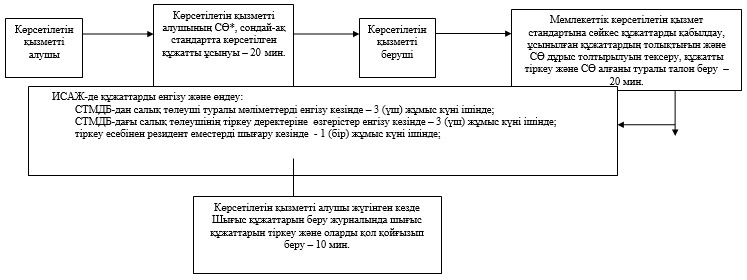 Көрсетілетін
қызметті
алушы
Көрсетілетін қызметті
алушының СӨ*, сондай-ақ
стандартта көрсетілген
құжатты ұсынуы – 20 мин.
Көрсетілетін
қызметті
беруші
Мемлекеттік көрсетілетін қызмет
стандартына сәйкес құжаттарды қабылдау,
ұсынылған құжаттардың толықтығын және
СӨ дұрыс толтырылуын тексеру, құжатты
тіркеу және СӨ алғаны туралы талон беру –
20 мин.
ИСАЖ-де құжаттарды енгізу және өңдеу:
СТМДБ-дан салық төлеуші туралы мәліметтерді енгізу кезінде – 3 (үш) жұмыс күні ішінде;
СТМДБ-дағы салық төлеушінің тіркеу деректеріне өзгерістер енгізу кезінде – 3 (үш) жұмыс күні ішінде;
тіркеу есебінен резидент еместерді шығару кезінде - 1 (бір) жұмыс күні ішінде;
Көрсетілетін қызметті алушы жүгінген кезде
Шығыс құжаттарын беру журналында шығыс
құжаттарын тіркеу және оларды қол қойғызып
беру – 10 мин.